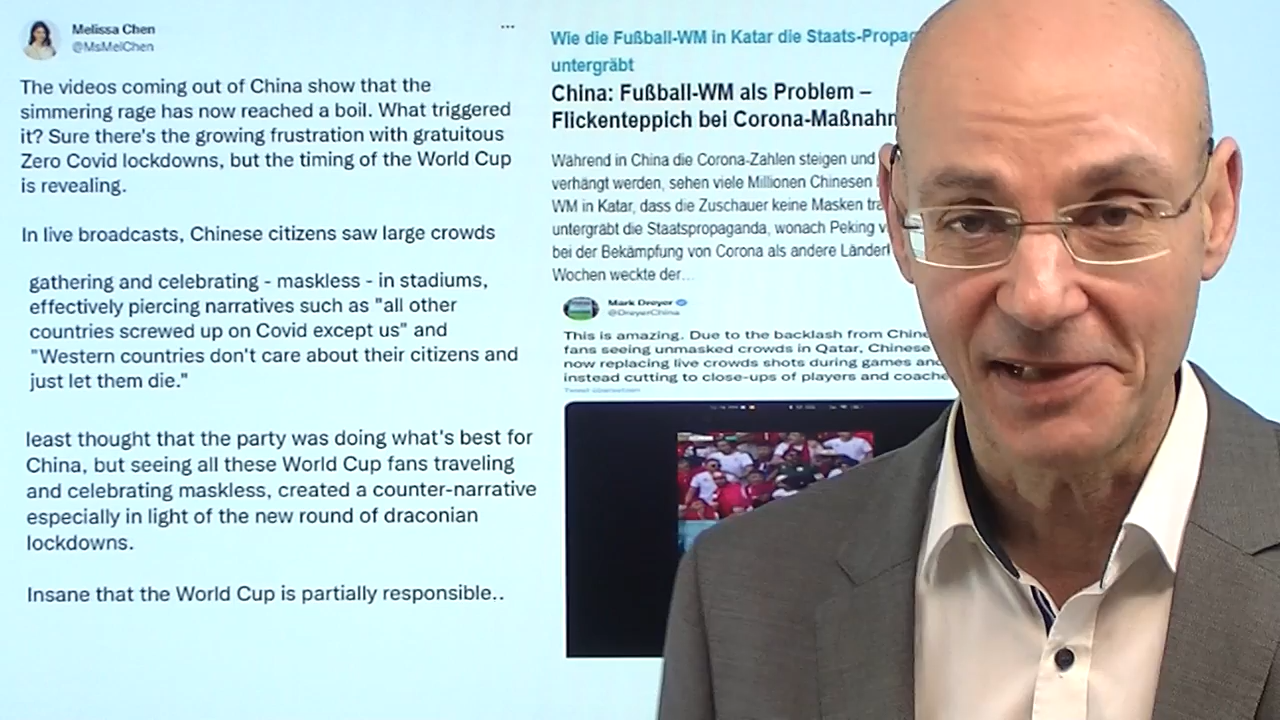 Melissa Chen
@MsMelChen
The videos coming out of China show that the
simmering rage has now reached a boil. What triggered
it? Sure there's the growing frustration with gratuitous
Zero Covid lockdowns, but the timing of the World Cup
is revealing.
In live broadcasts, Chinese citizens saw large crowds
gathering and celebrating - maskless - in stadiums,
effectively piercing narratives such as "all other
countries screwed up on Covid except us" and
"Western countries don't care about their citizens and
just let them die."
least thought that the party was doing what's best for
China, but seeing all these World Cup fans traveling
and celebrating maskless, created a counter-narrative
especially in light of the new round of draconian
lockdowns.
Insane that the World Cup is partially responsible..
Wie die Fußball-WM in Katar die Staats-Propag
untergräbt
China: Fußball-WM als Problem –
Flickenteppich bei Corona-Maßnahm
Während in China die Corona-Zahlen steigen und
verhängt werden, sehen viele Millionen Chinesen
WM in Katar, dass die Zuschauer keine Masken tra
untergräbt die Staatspropaganda, wonach Peking
bei der Bekämpfung von Corona als andere Länder
Wochen weckte der...
Mark Dreyer
@DreyerChina
This is amazing. Due to the backlash from Chine
fans seeing unmasked crowds in Qatar, Chinese
now replacing live crowds shots during games and
instead cutting to close-ups of players and coache